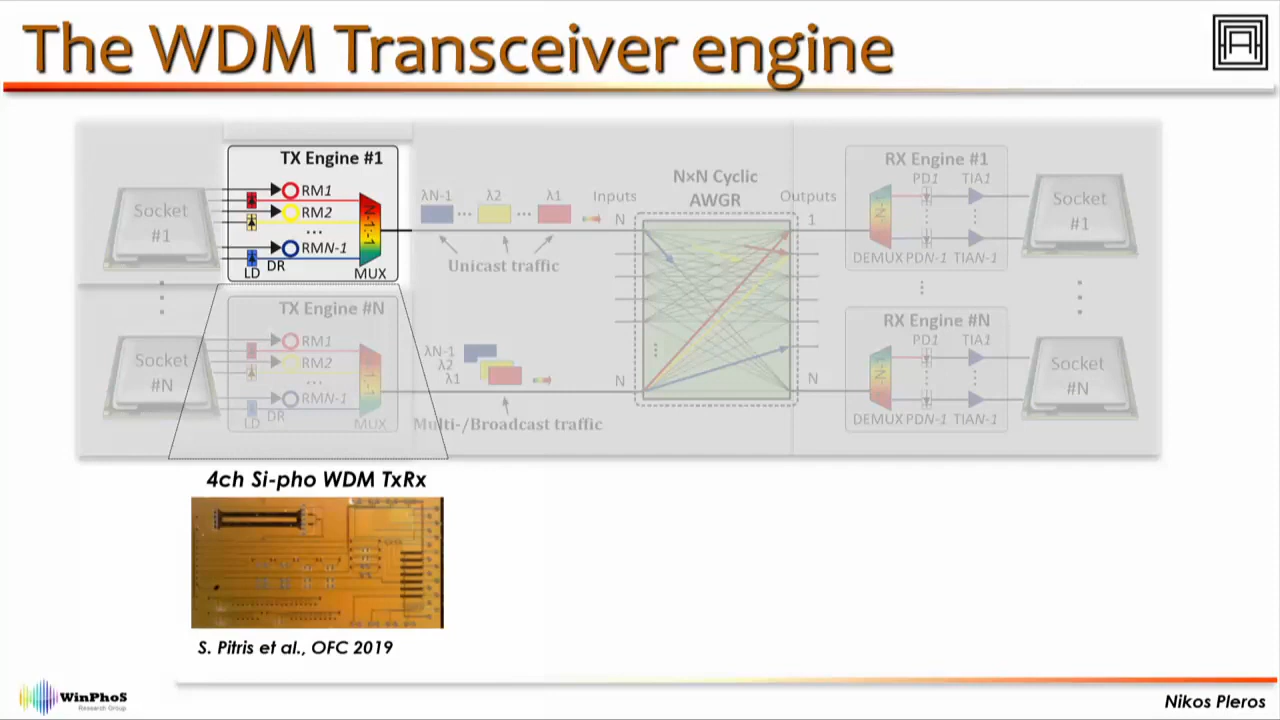 The WDM Transceiver engine
TX Engine #1
RM1
RM2
...
RMN-1
LD
DR
MUX
N-1:-1
Socket
#1
λN-1
λ2
λ1
Unicast traffic
Inputs
N
N×N Cyclic
AWGR
Outputs
1
RX Engine #1
PD1
TIA1
1:N-1
DEMUX
PDN-1
TIAN-1
Socket
#1
TX Engine #N
RM1
RM2
...
RMN-1
LD
DR
MUX
Socket
#N
λN-1
λ2
λ1
Multi-/Broadcast traffic
N
N
RX Engine #N
PD1
TIA1
DEMUX
PDN-1
TIAN-1
Socket
#N
4ch Si-pho WDM TxRx
S. Pitris et al., OFC 2019
WinPhoS
Research Group
Nikos Pleros